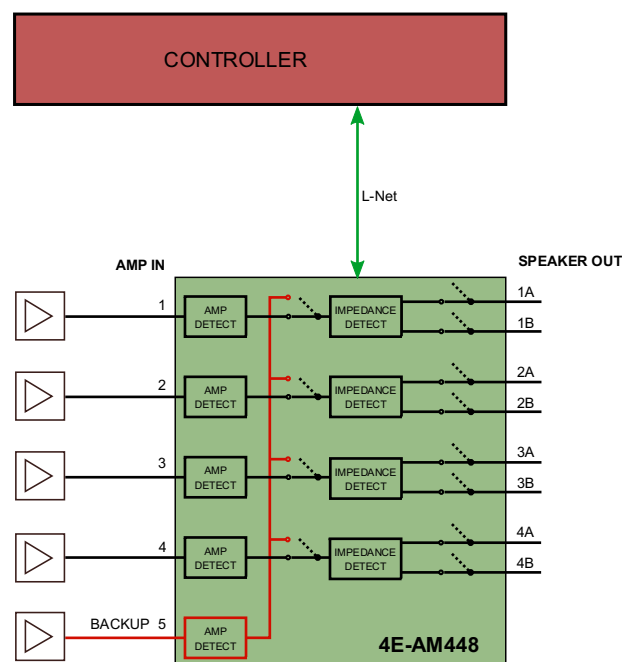 CONTROLLER
L-Net
AMP IN
SPEAKER OUT
1
AMP
DETECT
IMPEDANCE
DETECT
1A
1B
2
AMP
DETECT
IMPEDANCE
DETECT
2A
2B
3
AMP
DETECT
IMPEDANCE
DETECT
3A
3B
4
AMP
DETECT
IMPEDANCE
DETECT
4A
4B
BACKUP 5
AMP
DETECT
4E-AM448